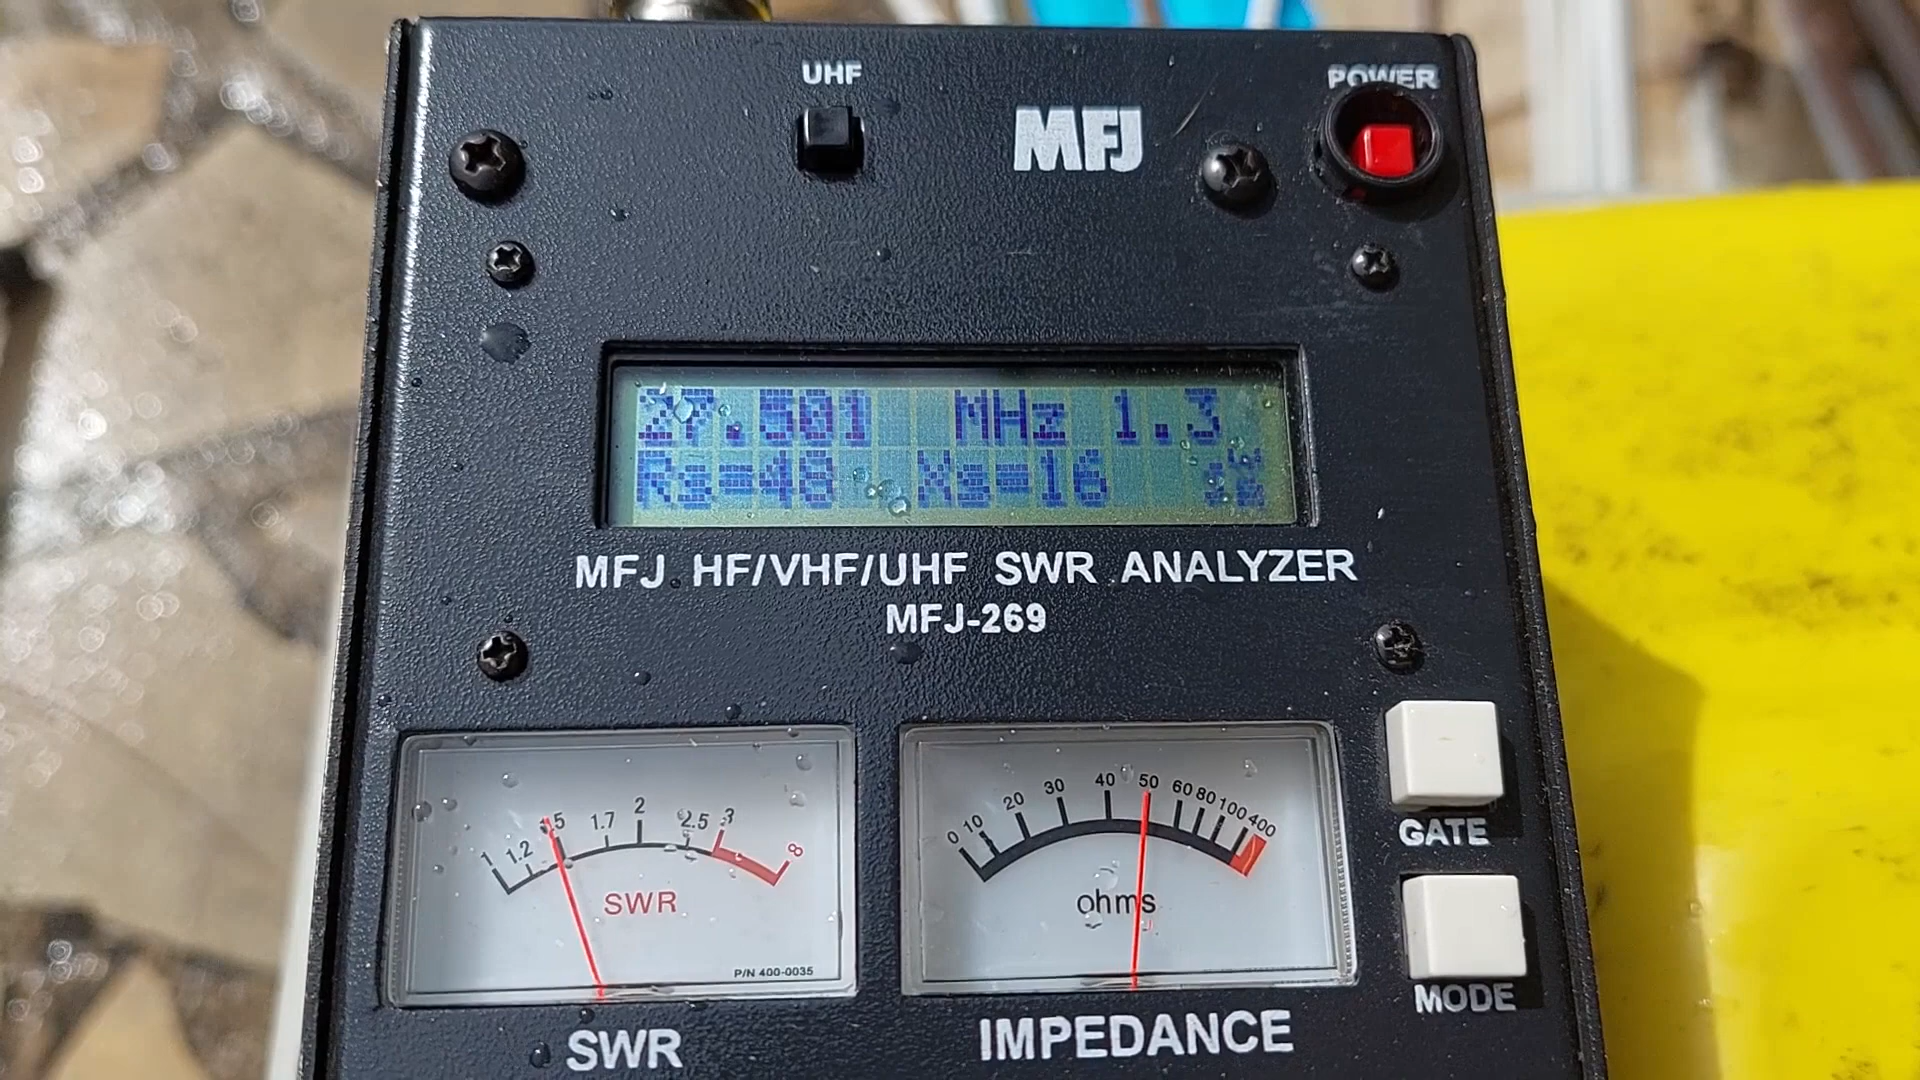 UHF
POWER
MFJ
27.501 MHz 1.3
Rs=48 Xs=16 SWR
MFJ HF/VHF/UHF SWR ANALYZER
MFJ-269
1 1.2 1.5 1.7 2 2.5 3 ∞
SWR
P/N 400-0035
SWR
0 10 20 30 40 50 60 80 100 400
ohms
IMPEDANCE
GATE
MODE